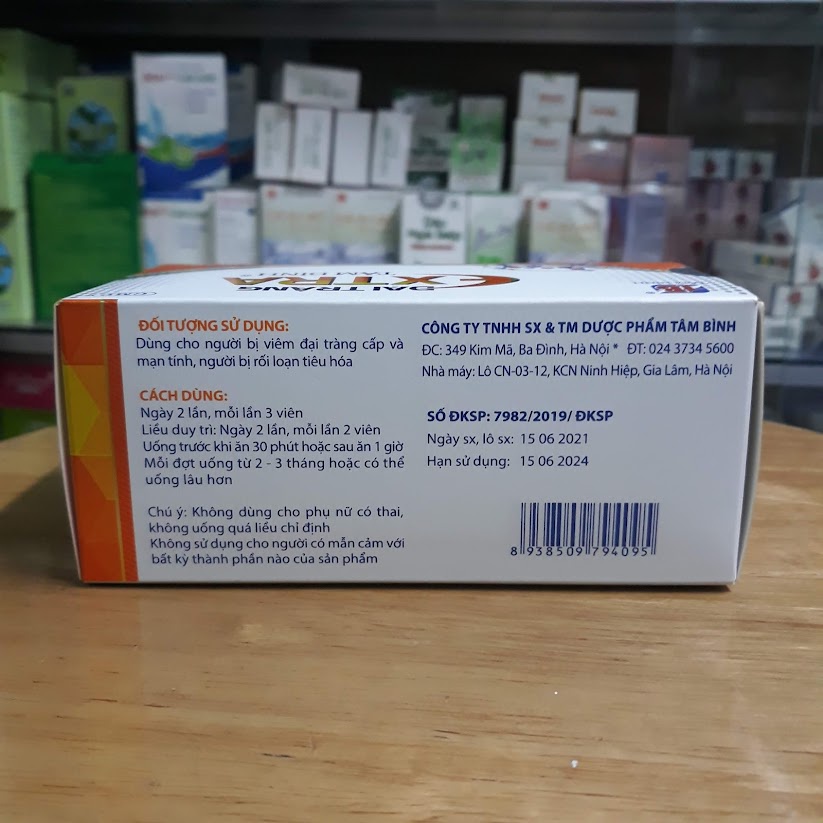 ĐẠI TRÀNG
EXTRA
TÂM BÌNH
ĐỐI TƯỢNG SỬ DỤNG:
Dùng cho người bị viêm đại tràng cấp và
mạn tính, người bị rối loạn tiêu hóa
CÁCH DÙNG:
Ngày 2 lần, mỗi lần 3 viên
Liều duy trì: Ngày 2 lần, mỗi lần 2 viên
Uống trước khi ăn 30 phút hoặc sau ăn 1 giờ
Mỗi đợt uống từ 2 - 3 tháng hoặc có thể
uống lâu hơn
Chú ý: Không dùng cho phụ nữ có thai,
không uống quá liều chỉ định
Không sử dụng cho người có mẫn cảm với
bất kỳ thành phần nào của sản phẩm
CÔNG TY TNHH SX & TM DƯỢC PHẨM TÂM BÌNH
ĐC: 349 Kim Mã, Ba Đình, Hà Nội * ĐT: 024 3734 5600
Nhà máy: Lô CN-03-12, KCN Ninh Hiệp, Gia Lâm, Hà Nội
SỐ ĐKSP: 7982/2019/ ĐKSP
Ngày sx, lô sx: 15 06 2021
Hạn sử dụng: 15 06 2024
8 938509 794095